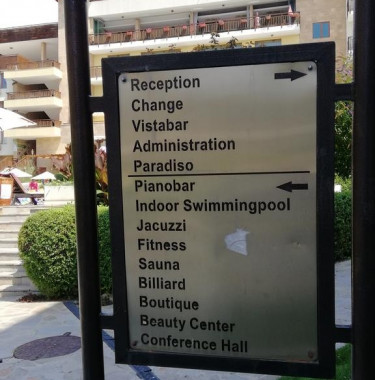 Reception
Change
Vistabar
Administration
Paradiso
Pianobar
Indoor Swimmingpool
Jacuzzi
Fitness
Sauna
Billiard
Boutique
Beauty Center
Conference Hall